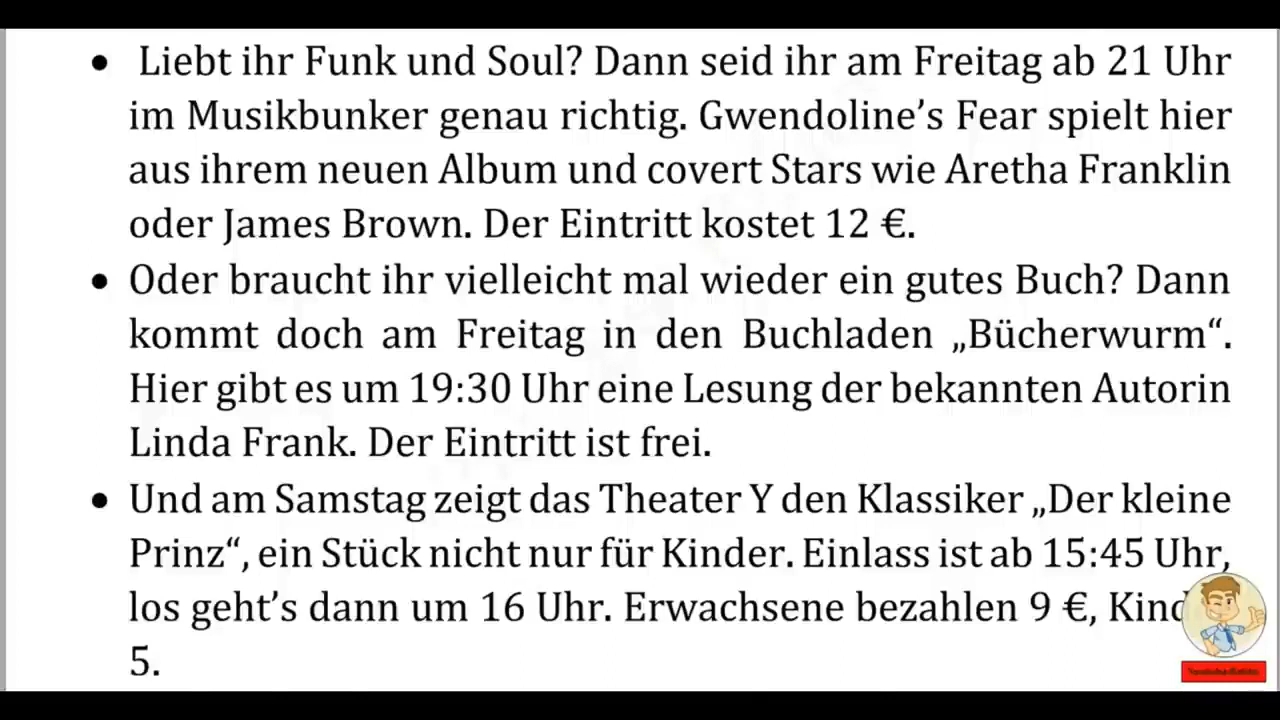 • Liebt ihr Funk und Soul? Dann seid ihr am Freitag ab 21 Uhr
im Musikbunker genau richtig. Gwendoline’s Fear spielt hier
aus ihrem neuen Album und covert Stars wie Aretha Franklin
oder James Brown. Der Eintritt kostet 12 €.
• Oder braucht ihr vielleicht mal wieder ein gutes Buch? Dann
kommt doch am Freitag in den Buchladen „Bücherwurm“.
Hier gibt es um 19:30 Uhr eine Lesung der bekannten Autorin
Linda Frank. Der Eintritt ist frei.
• Und am Samstag zeigt das Theater Y den Klassiker „Der kleine
Prinz“, ein Stück nicht nur für Kinder. Einlass ist ab 15:45 Uhr,
los geht’s dann um 16 Uhr. Erwachsene bezahlen 9 €,
5.